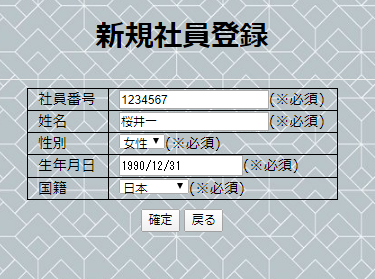 新規社員登録
社員番号 1234567 (※必須)
姓名 桜井一 (※必須)
性別 女性 (※必須)
生年月日 1990/12/31 (※必須)
国籍 日本 (※必須)
確定 戻る